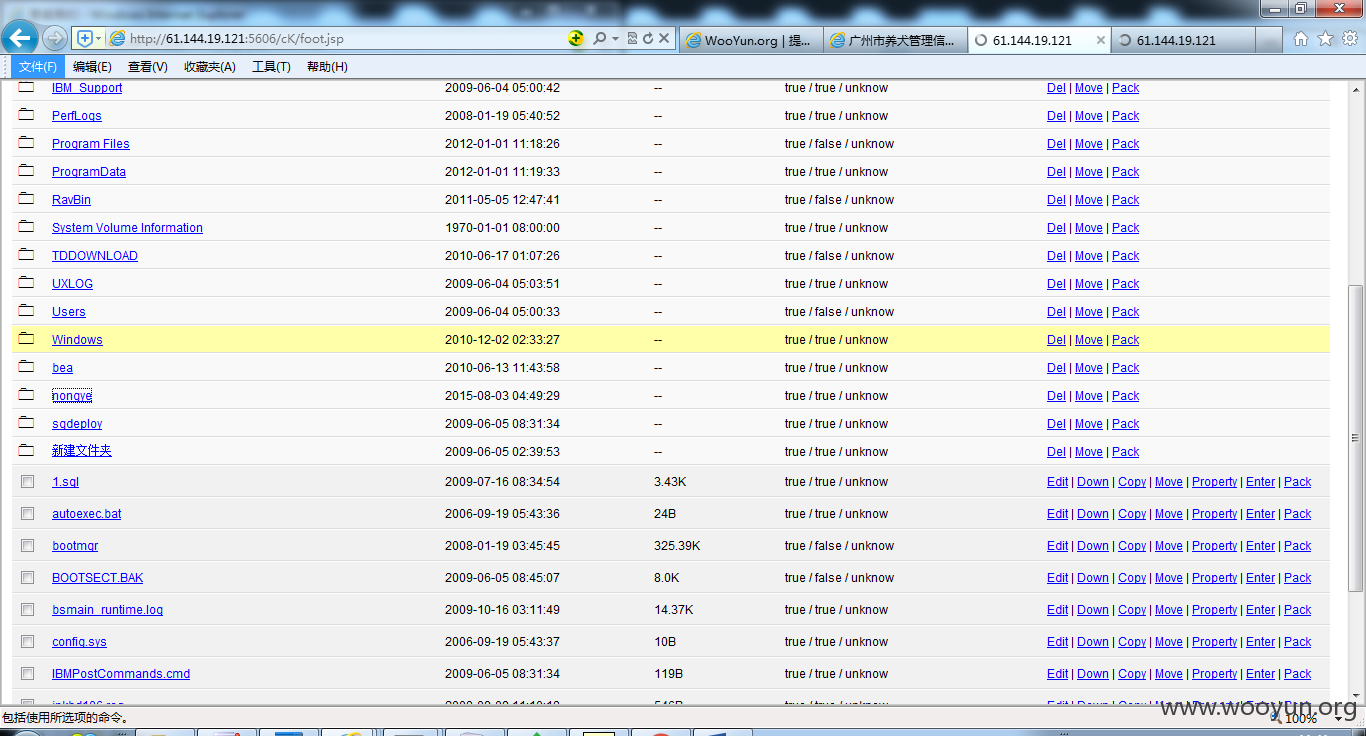 http://61.144.19.121:5606/cK/foot.jsp
WooYun.org | 提...
广州市养犬管理信...
61.144.19.121
61.144.19.121
文件(F) 编辑(E) 查看(V) 收藏夹(A) 工具(T) 帮助(H)
IBM_Support 2009-06-04 05:00:42 -- true / true / unknow Del | Move | Pack
PerfLogs 2008-01-19 05:40:52 -- true / true / unknow Del | Move | Pack
Program Files 2012-01-01 11:18:26 -- true / false / unknow Del | Move | Pack
ProgramData 2012-01-01 11:19:33 -- true / true / unknow Del | Move | Pack
RavBin 2011-05-05 12:47:41 -- true / false / unknow Del | Move | Pack
System Volume Information 1970-01-01 08:00:00 -- true / true / unknow Del | Move | Pack
TDDOWNLOAD 2010-06-17 01:07:26 -- true / false / unknow Del | Move | Pack
UXLOG 2009-06-04 05:03:51 -- true / true / unknow Del | Move | Pack
Users 2009-06-04 05:00:33 -- true / false / unknow Del | Move | Pack
Windows 2010-12-02 02:33:27 -- true / true / unknow Del | Move | Pack
bea 2010-06-13 11:43:58 -- true / true / unknow Del | Move | Pack
nongye 2015-08-03 04:49:29 -- true / true / unknow Del | Move | Pack
sgdeploy 2009-06-05 08:31:34 -- true / true / unknow Del | Move | Pack
新建文件夹 2009-06-05 02:39:53 -- true / true / unknow Del | Move | Pack
1.sql 2009-07-16 08:34:54 3.43K true / true / unknow Edit | Down | Copy | Move | Property | Enter | Pack
autoexec.bat 2006-09-19 05:43:36 24B true / true / unknow Edit | Down | Copy | Move | Property | Enter | Pack
bootmgr 2008-01-19 03:45:45 325.39K true / false / unknow Edit | Down | Copy | Move | Property | Enter | Pack
BOOTSECT.BAK 2009-06-05 08:45:07 8.0K true / false / unknow Edit | Down | Copy | Move | Property | Enter | Pack
bsmain_runtime.log 2009-10-16 03:11:49 14.37K true / true / unknow Edit | Down | Copy | Move | Property | Enter | Pack
config.sys 2006-09-19 05:43:37 10B true / true / unknow Edit | Down | Copy | Move | Property | Enter | Pack
IBMPostCommands.cmd 2009-06-05 08:31:34 119B true / true / unknow Edit | Down | Copy | Move | Property | Enter | Pack
包括使用所选项的命令。
100%
www.wooyun.org